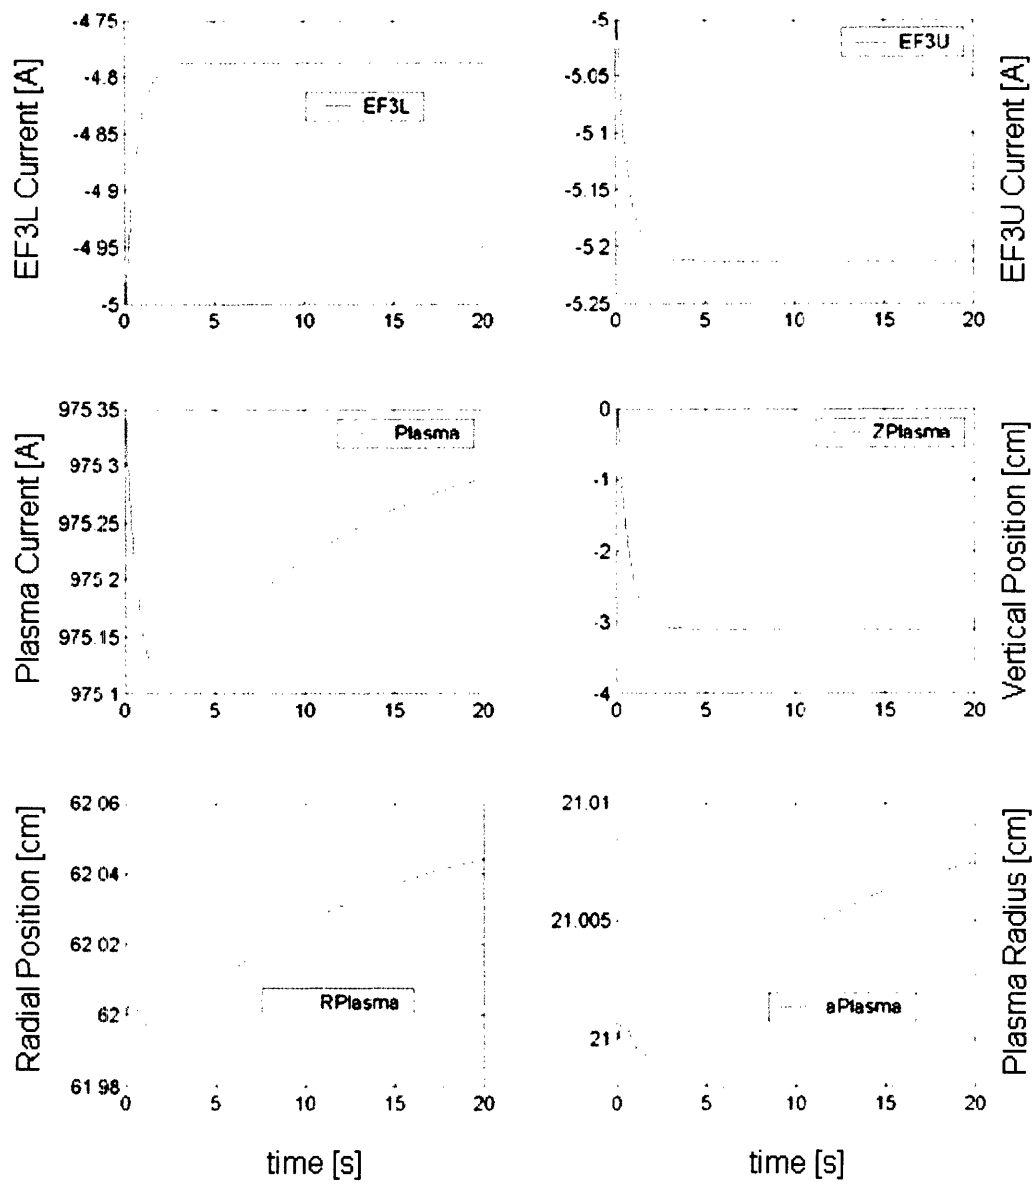 EF3L Current [A]
-4.75
-4.8
-4.85
-4.9
-4.95
-5
0 5 10 15 20
EF3L
EF3U Current [A]
-5
-5.05
-5.1
-5.15
-5.2
-5.25
0 5 10 15 20
EF3U
Plasma Current [A]
975 35
975 3
975 25
975 2
975 15
975 1
0 5 10 15 20
Plasma
Vertical Position [cm]
0
-1
-2
-3
-4
0 5 10 15 20
ZPlasma
Radial Position [cm]
62 06
62 04
62 02
62
61 98
0 5 10 15 20
RPlasma
time [s]
Plasma Radius [cm]
21.01
21.005
21
0 5 10 15 20
aPlasma
time [s]